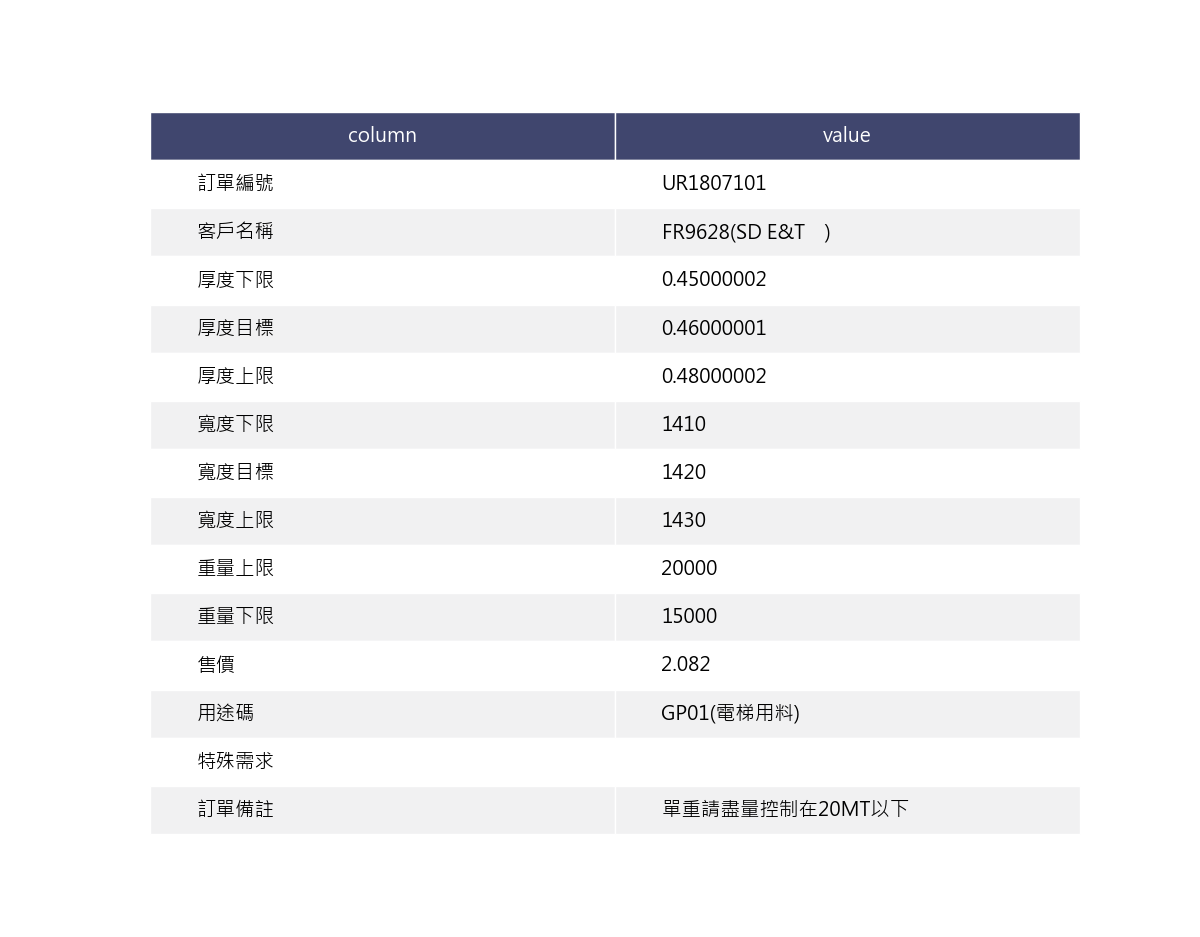 column value
訂單編號 UR1807101
客戶名稱 FR9628(SD E&T )
厚度下限 0.45000002
厚度目標 0.46000001
厚度上限 0.48000002
寬度下限 1410
寬度目標 1420
寬度上限 1430
重量上限 20000
重量下限 15000
售價 2.082
用途碼 GP01(電梯用料)
特殊需求
訂單備註 單重請盡量控制在20MT以下